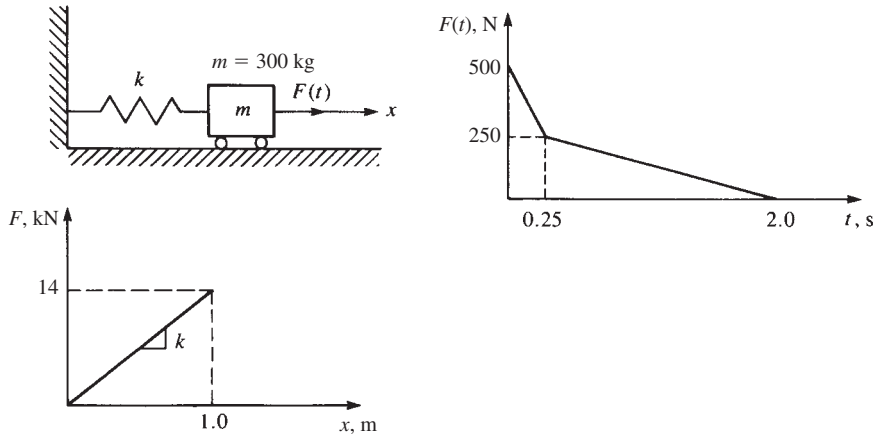 m = 300 kg
k
F(t)
m
x
F(t), N
500
250
0.25
2.0
t, s
F, kN
14
k
1.0
x, m